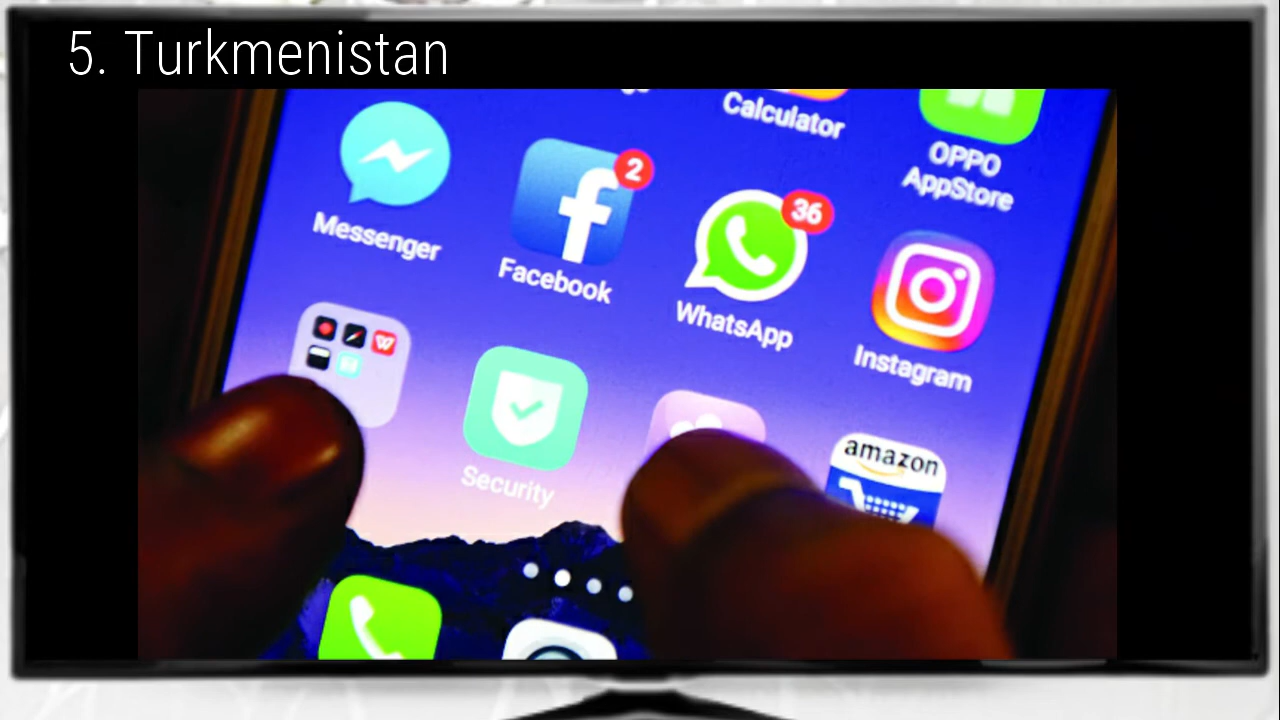 5. Turkmenistan
Calculator
OPPO
AppStore
Messenger
2
Facebook
36
WhatsApp
Instagram
Security
amazon